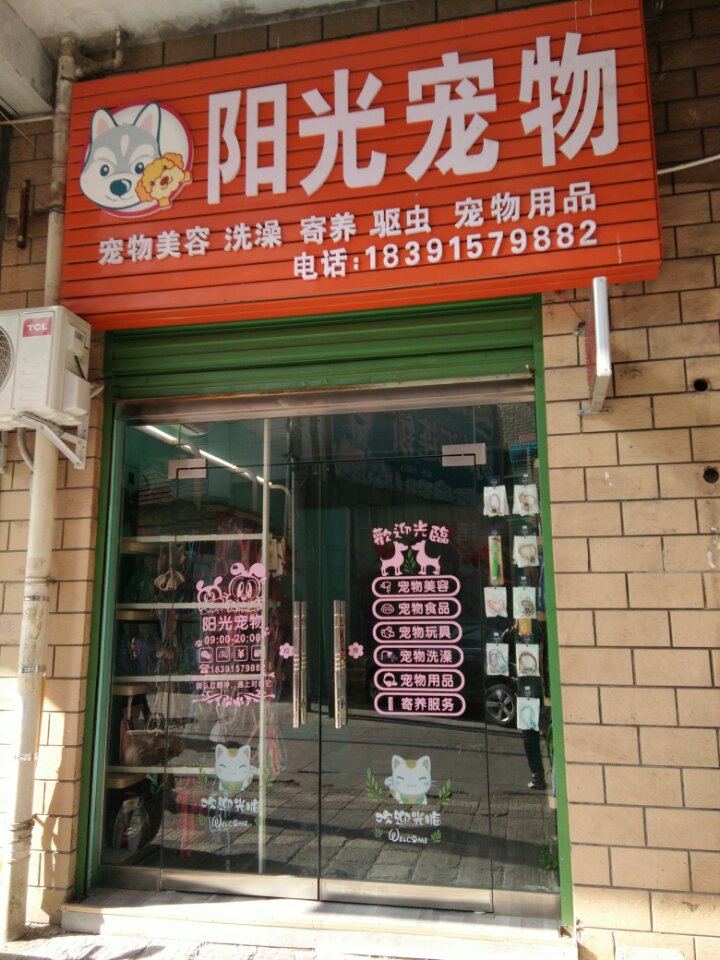 阳光宠物
宠物美容 洗澡 寄养 驱虫 宠物用品
电话:18391579882
TCL
歡迎光臨
宠物美容
宠物食品
宠物玩具
宠物洗澡
宠物用品
寄养服务
阳光宠物
09:00-20:00
18391579882
欢迎光临
WELCOME
欢迎光临
WELCOME